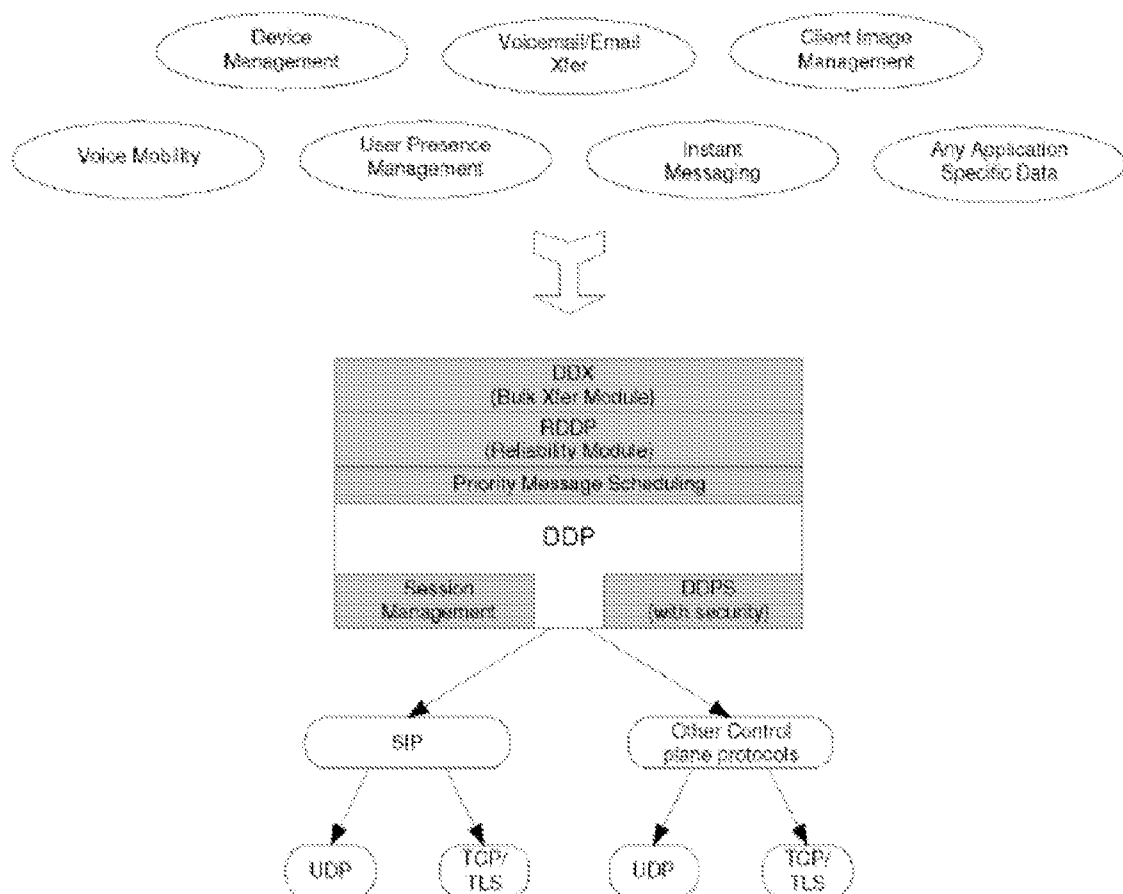 Device
Management
Voicemail/Email
Xfer
Client Image
Management
Voice Mobility
User Presence
Management
Instant
Messaging
Any Application
Specific Data
DDX
(Bulk Xfer Module)
RDDP
(Reliability Module)
Priority Message Scheduling
DDP
Session
Management
DDPS
(with security)
SIP
Other Control
plane protocols
UDP
TCP/
TLS
UDP
TCP/
TLS